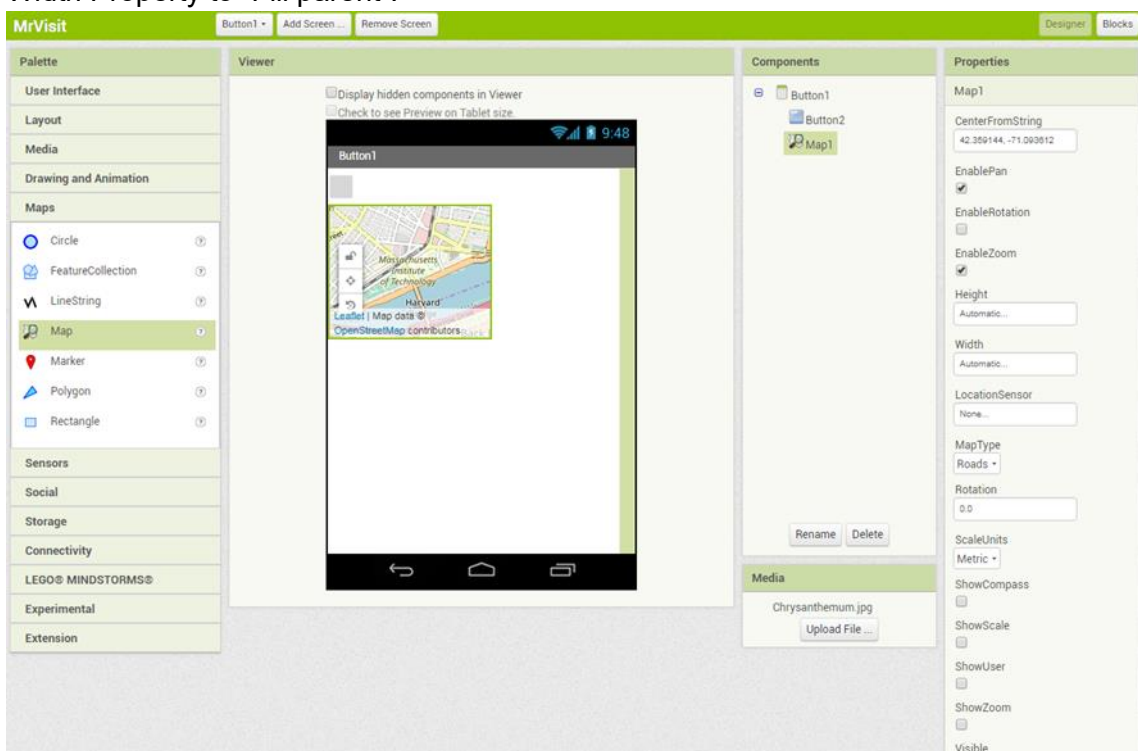 Width Property to "Fill parent".
MrVisit
Button1
Add Screen ...
Remove Screen
Designer
Blocks
Palette
User Interface
Layout
Media
Drawing and Animation
Maps
Circle
FeatureCollection
LineString
Map
Marker
Polygon
Rectangle
Sensors
Social
Storage
Connectivity
LEGO® MINDSTORMS®
Experimental
Extension
Viewer
Display hidden components in Viewer
Check to see Preview on Tablet size.
9:48
Button1
Massachusetts
Institute
of Technology
Harvard
Leaflet | Map data ©
OpenStreetMap contributors
Components
Button1
Button2
Map1
Rename
Delete
Media
Chrysanthemum.jpg
Upload File ...
Properties
Map1
CenterFromString
42.359144, -71.093612
EnablePan
EnableRotation
EnableZoom
Height
Automatic...
Width
Automatic...
LocationSensor
None...
MapType
Roads
Rotation
0.0
ScaleUnits
Metric
ShowCompass
ShowScale
ShowUser
ShowZoom
Visible